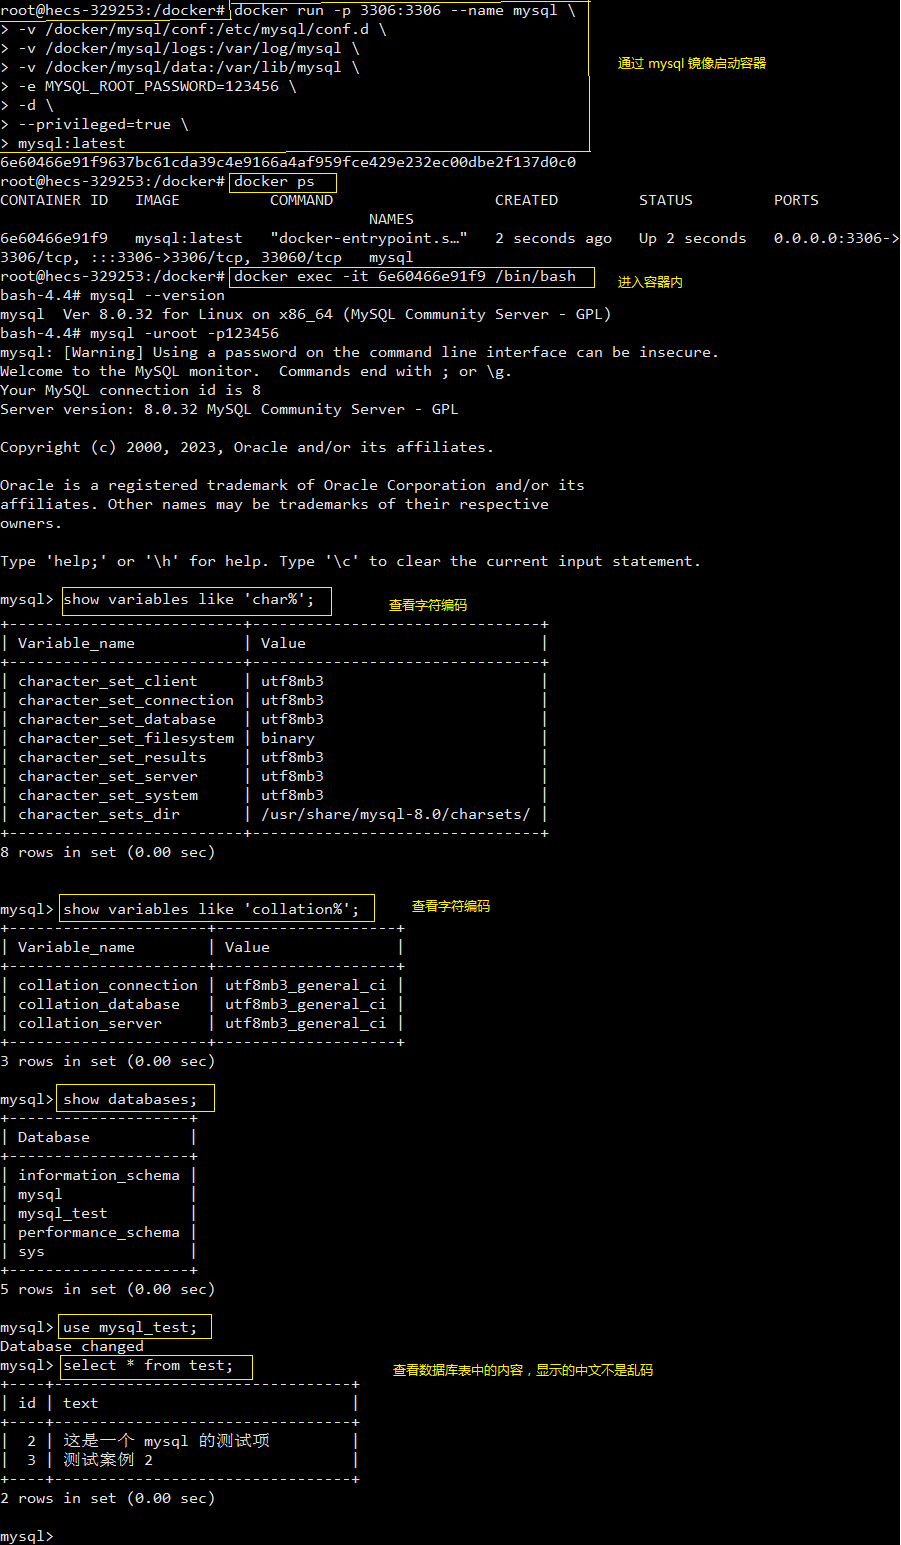 root@hecs-329253:/docker# docker run -p 3306:3306 --name mysql \
> -v /docker/mysql/conf:/etc/mysql/conf.d \
> -v /docker/mysql/logs:/var/log/mysql \
通过 mysql 镜像启动容器
> -v /docker/mysql/data:/var/lib/mysql \
> -e MYSQL_ROOT_PASSWORD=123456 \
> -d \
> --privileged=true \
> mysql:latest
6e60466e91f9637bc61cda39c4e9166a4af959fce429e232ec00dbe2f137d0c0
root@hecs-329253:/docker# docker ps
CONTAINER ID   IMAGE          COMMAND                  CREATED         STATUS         PORTS
                                         NAMES
6e60466e91f9   mysql:latest   "docker-entrypoint.s…"   2 seconds ago   Up 2 seconds   0.0.0.0:3306->
3306/tcp, :::3306->3306/tcp, 33060/tcp   mysql
root@hecs-329253:/docker# docker exec -it 6e60466e91f9 /bin/bash
进入容器内
bash-4.4# mysql --version
mysql  Ver 8.0.32 for Linux on x86_64 (MySQL Community Server - GPL)
bash-4.4# mysql -uroot -p123456
mysql: [Warning] Using a password on the command line interface can be insecure.
Welcome to the MySQL monitor.  Commands end with ; or \g.
Your MySQL connection id is 8
Server version: 8.0.32 MySQL Community Server - GPL
Copyright (c) 2000, 2023, Oracle and/or its affiliates.
Oracle is a registered trademark of Oracle Corporation and/or its
affiliates. Other names may be trademarks of their respective
owners.
Type 'help;' or '\h' for help. Type '\c' to clear the current input statement.
mysql> show variables like 'char%';
查看字符编码
+--------------------------+--------------------------------+
| Variable_name            | Value                          |
+--------------------------+--------------------------------+
| character_set_client     | utf8mb3                        |
| character_set_connection | utf8mb3                        |
| character_set_database   | utf8mb3                        |
| character_set_filesystem | binary                         |
| character_set_results    | utf8mb3                        |
| character_set_server     | utf8mb3                        |
| character_set_system     | utf8mb3                        |
| character_sets_dir       | /usr/share/mysql-8.0/charsets/ |
+--------------------------+--------------------------------+
8 rows in set (0.00 sec)
mysql> show variables like 'collation%';
查看字符编码
+----------------------+--------------------+
| Variable_name        | Value              |
+----------------------+--------------------+
| collation_connection | utf8mb3_general_ci |
| collation_database   | utf8mb3_general_ci |
| collation_server     | utf8mb3_general_ci |
+----------------------+--------------------+
3 rows in set (0.00 sec)
mysql> show databases;
+--------------------+
| Database           |
+--------------------+
| information_schema |
| mysql              |
| mysql_test         |
| performance_schema |
| sys                |
+--------------------+
5 rows in set (0.00 sec)
mysql> use mysql_test;
Database changed
mysql> select * from test;
查看数据库表中的内容，显示的中文不是乱码
+----+---------------------------------+
| id | text                            |
+----+---------------------------------+
|  2 | 这是一个 mysql 的测试项         |
|  3 | 测试案例 2                      |
+----+---------------------------------+
2 rows in set (0.00 sec)
mysql>